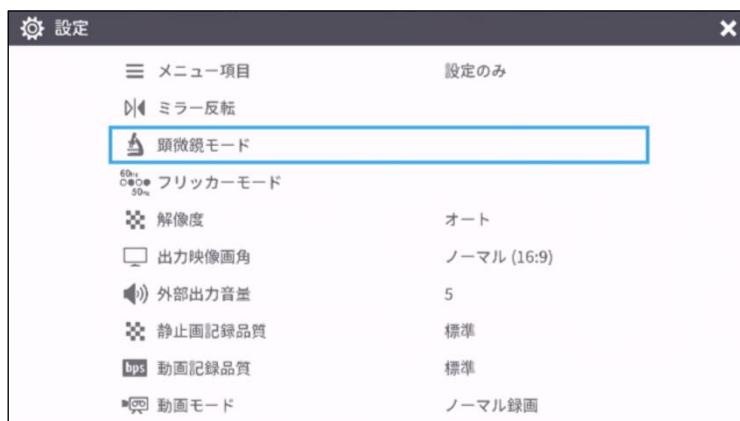 設定
メニュー項目 設定のみ
ミラー反転
顕微鏡モード
60Hz
50Hz
フリッカーモード
解像度 オート
出力映像画角 ノーマル (16:9)
外部出力音量 5
静止画記録品質 標準
bps 動画記録品質 標準
動画モード ノーマル録画